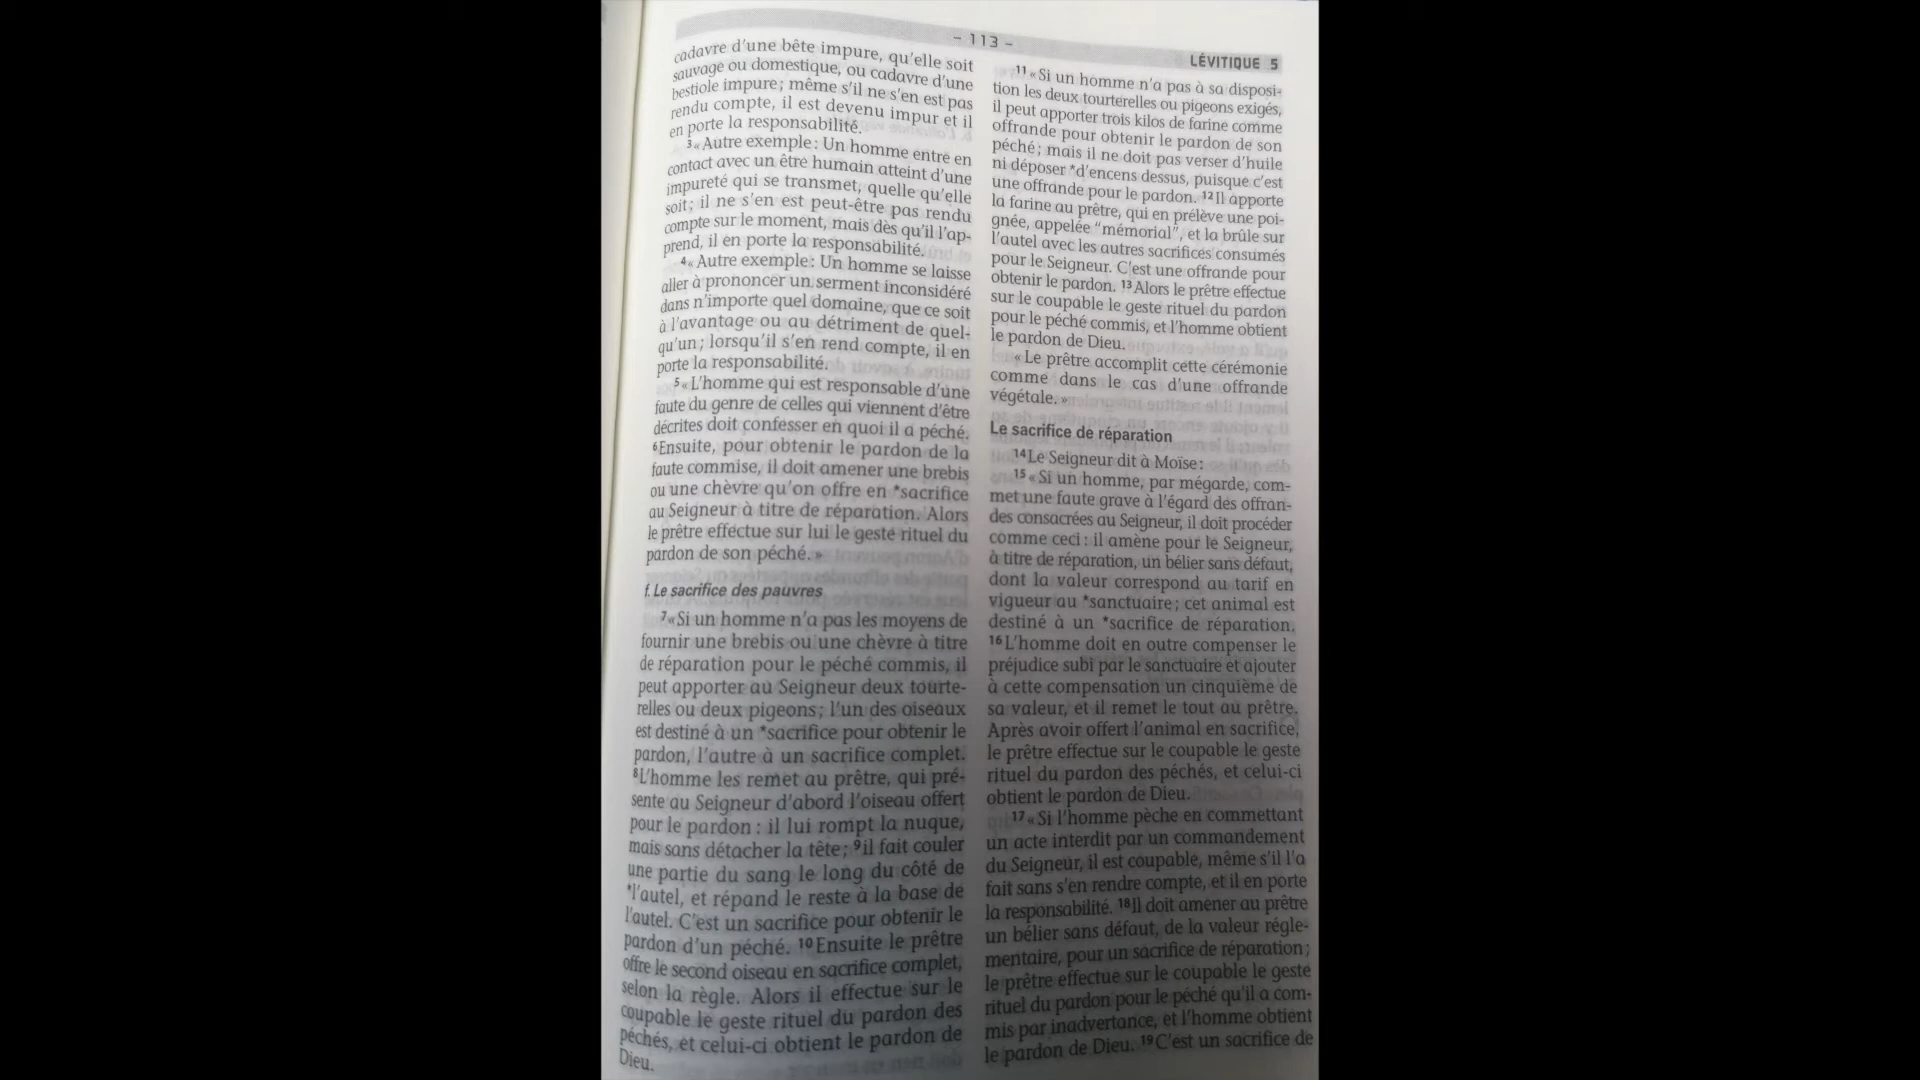 - 113 -
LÉVITIQUE 5
cadavre d'une bête impure, qu'elle soit
sauvage ou domestique, ou cadavre d'une
bestiole impure; même s'il ne s'en est pas
rendu compte, il est devenu impur et il
en porte la responsabilité.
3 « Autre exemple : Un homme entre en
contact avec un être humain atteint d'une
impureté qui se transmet, quelle qu'elle
soit; il ne s'en est peut-être pas rendu
compte sur le moment, mais dès qu'il l'ap-
prend, il en porte la responsabilité.
4 « Autre exemple : Un homme se laisse
aller à prononcer un serment inconsidéré
dans n'importe quel domaine, que ce soit
à l'avantage ou au détriment de quel-
qu'un; lorsqu'il s'en rend compte, il en
porte la responsabilité.
5 « L'homme qui est responsable d'une
faute du genre de celles qui viennent d'être
décrites doit confesser en quoi il a péché.
6 Ensuite, pour obtenir le pardon de la
faute commise, il doit amener une brebis
ou une chèvre qu'on offre en *sacrifice
au Seigneur à titre de réparation. Alors
le prêtre effectue sur lui le geste rituel du
pardon de son péché. »
f. Le sacrifice des pauvres
7 « Si un homme n'a pas les moyens de
fournir une brebis ou une chèvre à titre
de réparation pour le péché commis, il
peut apporter au Seigneur deux tourte-
relles ou deux pigeons; l'un des oiseaux
est destiné à un *sacrifice pour obtenir le
pardon, l'autre à un sacrifice complet.
8 L'homme les remet au prêtre, qui pré-
sente au Seigneur d'abord l'oiseau offert
pour le pardon : il lui rompt la nuque,
mais sans détacher la tête; 9 il fait couler
une partie du sang le long du côté de
*l'autel, et répand le reste à la base de
l'autel. C'est un sacrifice pour obtenir le
pardon d'un péché. 10 Ensuite le prêtre
offre le second oiseau en sacrifice complet,
selon la règle. Alors il effectue sur le
coupable le geste rituel du pardon des
péchés, et celui-ci obtient le pardon de
Dieu.
11 « Si un homme n'a pas à sa disposi-
tion les deux tourterelles ou pigeons exigés,
il peut apporter trois kilos de farine comme
offrande pour obtenir le pardon de son
péché; mais il ne doit pas verser d'huile
ni déposer *d'encens dessus, puisque c'est
une offrande pour le pardon. 12 Il apporte
la farine au prêtre, qui en prélève une poi-
gnée, appelée "mémorial", et la brûle sur
l'autel avec les autres sacrifices consumés
pour le Seigneur. C'est une offrande pour
obtenir le pardon. 13 Alors le prêtre effectue
sur le coupable le geste rituel du pardon
pour le péché commis, et l'homme obtient
le pardon de Dieu.
« Le prêtre accomplit cette cérémonie
comme dans le cas d'une offrande
végétale. »
Le sacrifice de réparation
14 Le Seigneur dit à Moïse :
15 « Si un homme, par mégarde, com-
met une faute grave à l'égard des offran-
des consacrées au Seigneur, il doit procéder
comme ceci : il amène pour le Seigneur,
à titre de réparation, un bélier sans défaut,
dont la valeur correspond au tarif en
vigueur au *sanctuaire; cet animal est
destiné à un *sacrifice de réparation.
16 L'homme doit en outre compenser le
préjudice subi par le sanctuaire et ajouter
à cette compensation un cinquième de
sa valeur, et il remet le tout au prêtre.
Après avoir offert l'animal en sacrifice,
le prêtre effectue sur le coupable le geste
rituel du pardon des péchés, et celui-ci
obtient le pardon de Dieu.
17 « Si l'homme pèche en commettant
un acte interdit par un commandement
du Seigneur, il est coupable, même s'il l'a
fait sans s'en rendre compte, et il en porte
la responsabilité. 18 Il doit amener au prêtre
un bélier sans défaut, de la valeur régle-
mentaire, pour un sacrifice de réparation;
le prêtre effectue sur le coupable le geste
rituel du pardon pour le péché qu'il a com-
mis par inadvertance, et l'homme obtient
le pardon de Dieu. 19 C'est un sacrifice de